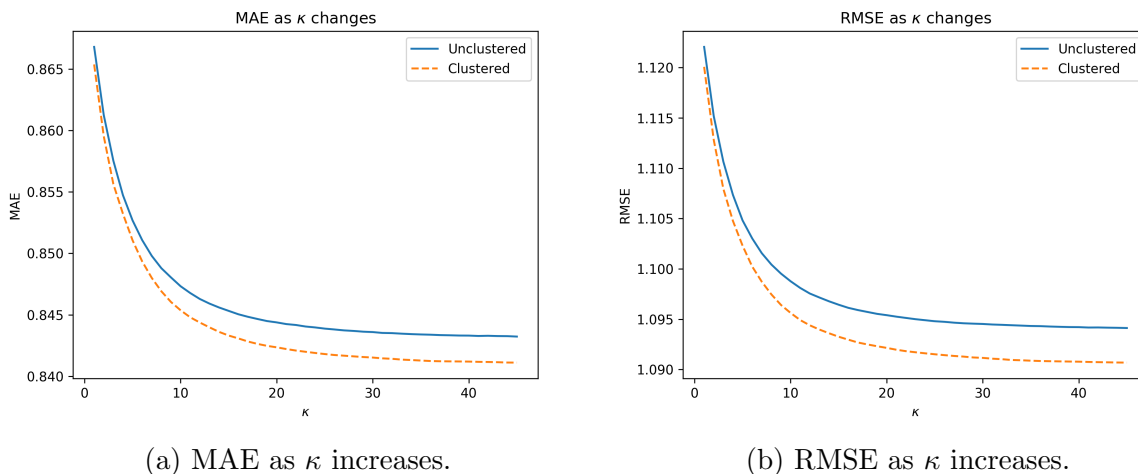 MAE as κ changes
Unclustered
Clustered
MAE
0.865
0.860
0.855
0.850
0.845
0.840
0 10 20 30 40
κ
(a) MAE as κ increases.
RMSE as κ changes
Unclustered
Clustered
RMSE
1.120
1.115
1.110
1.105
1.100
1.095
1.090
0 10 20 30 40
κ
(b) RMSE as κ increases.